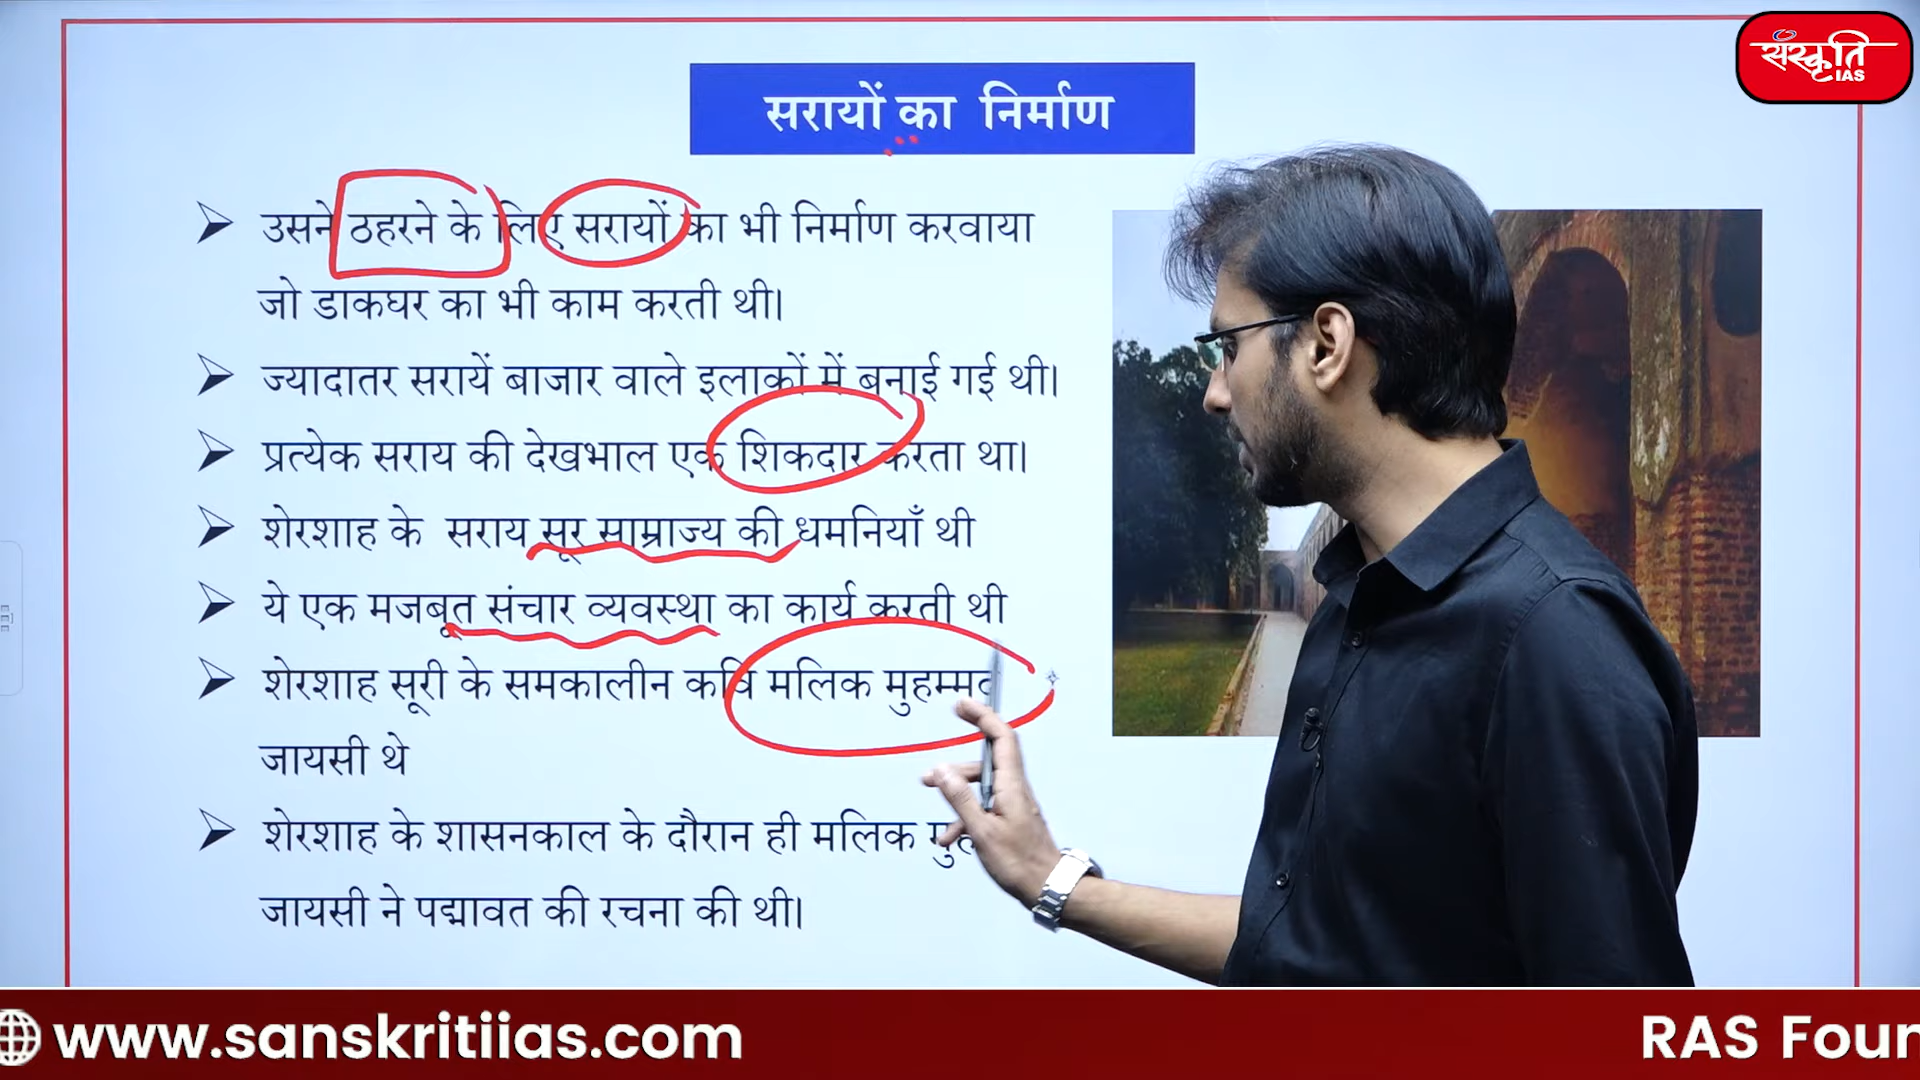 संस्कृति
IAS
सरायों का निर्माण
उसने ठहरने के लिए सरायों का भी निर्माण करवाया
जो डाकघर का भी काम करती थी।
ज्यादातर सरायें बाजार वाले इलाकों में बनाई गई थी।
प्रत्येक सराय की देखभाल एक शिकदार करता था।
शेरशाह के सराय सूर साम्राज्य की धमनियाँ थी
ये एक मजबूत संचार व्यवस्था का कार्य करती थी
शेरशाह सूरी के समकालीन कवि मलिक मुहम्मद
जायसी थे
शेरशाह के शासनकाल के दौरान ही मलिक
जायसी ने पद्मावत की रचना की थी।
www.sanskritiias.com
RAS Foun